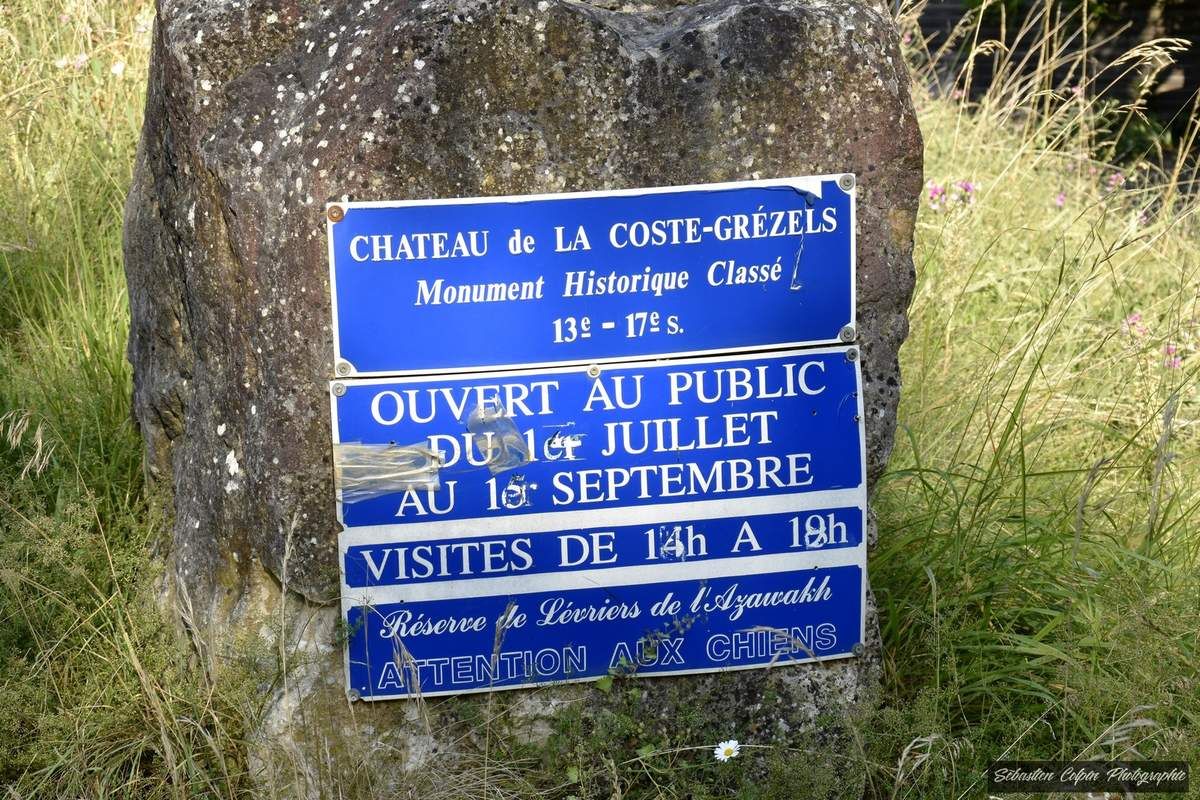 CHATEAU de LA COSTE-GRÉZELS
Monument Historique Classé
13e - 17e s.
OUVERT AU PUBLIC
DU 1er JUILLET
AU 1er SEPTEMBRE
VISITES DE 14h A 18h
Réserve de Lévriers de l'Azawakh
ATTENTION AUX CHIENS
Sébastien Colpin Photographie